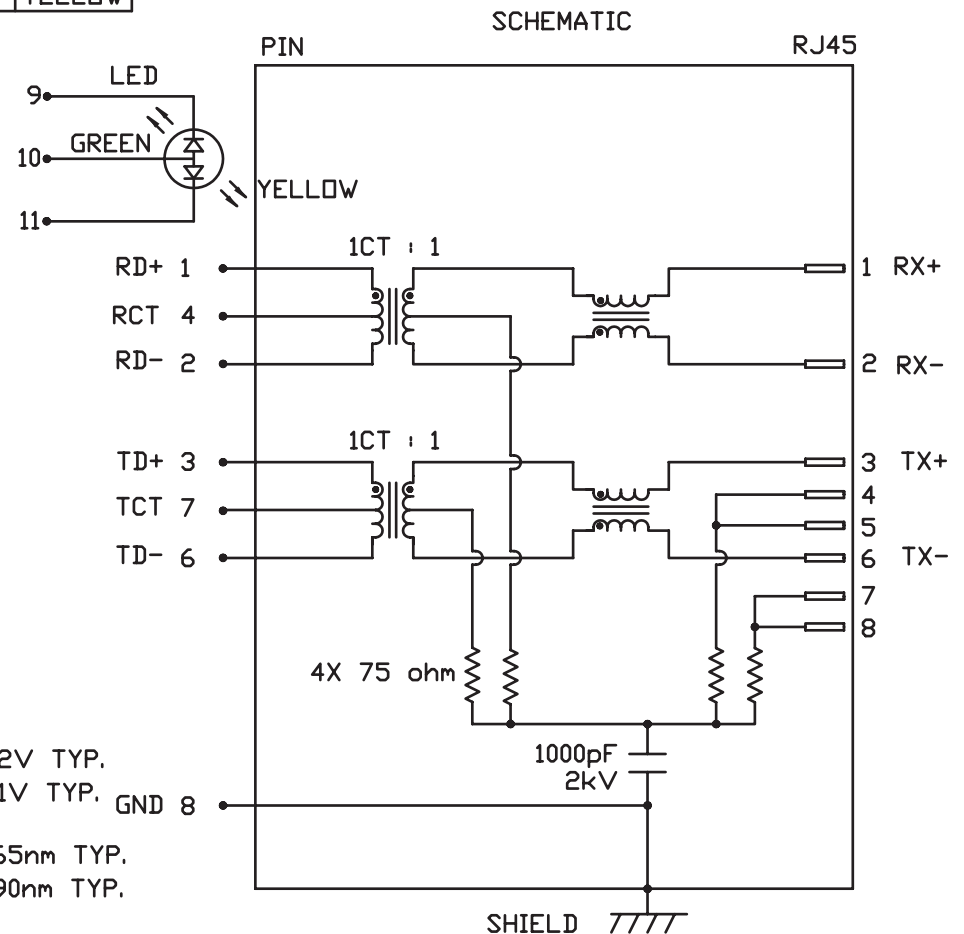 YELLOW
SCHEMATIC
PIN
RJ45
LED
9
GREEN
10
YELLOW
11
1CT : 1
RD+ 1
1 RX+
RCT 4
RD- 2
2 RX-
1CT : 1
TD+ 3
3 TX+
4
TCT 7
5
TD- 6
6 TX-
7
8
4X 75 ohm
1000pF
2kV
2V TYP.
1V TYP.
GND 8
55nm TYP.
90nm TYP.
SHIELD